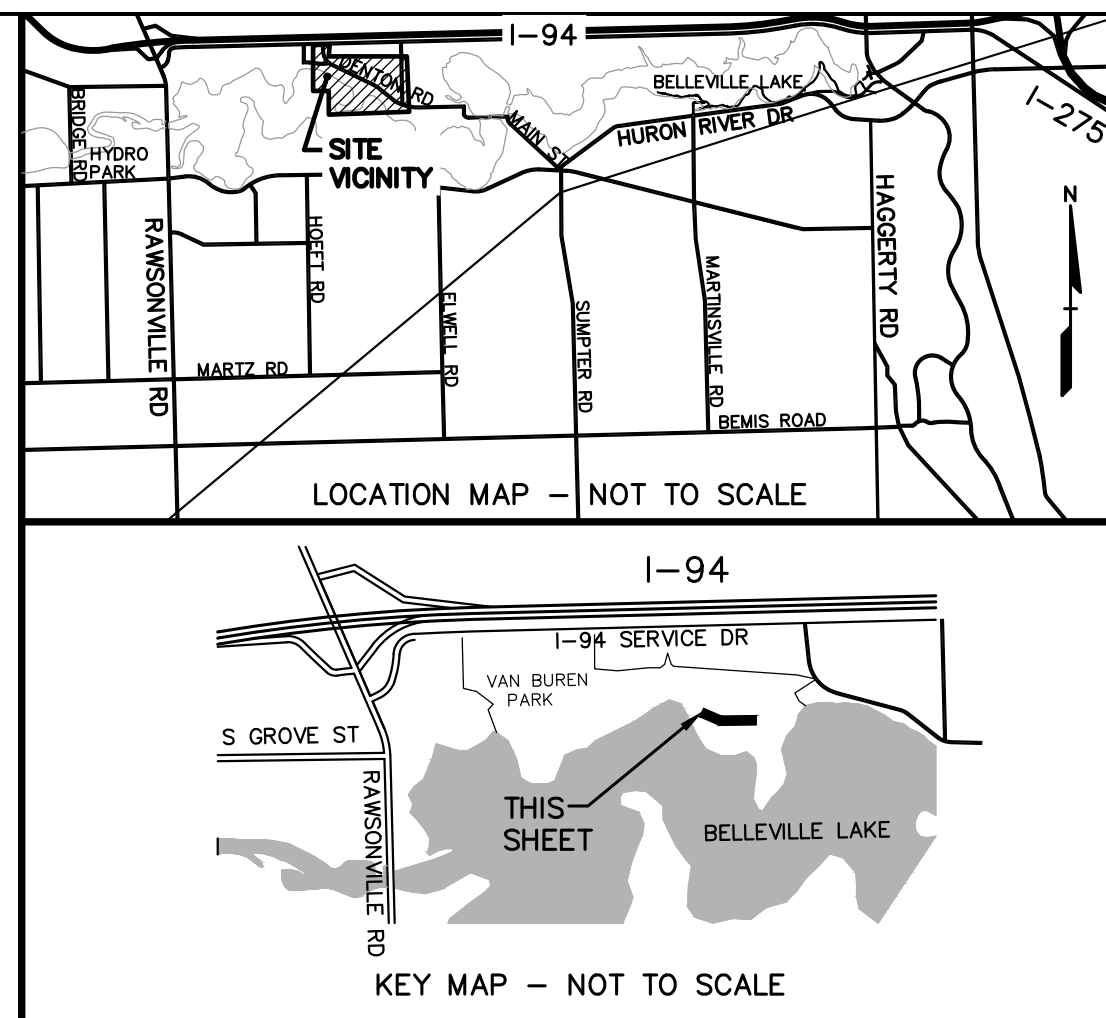 I-94
I-275
DENTON RD
BELLEVILLE LAKE
BRIDGE RD
HYDRO
PARK
SITE
VICINITY
MAIN ST
HURON RIVER DR
N
RAWSONVILLE RD
HOEFT RD
HAGGERTY RD
ELWELL RD
SUMPTER RD
MARTINSVILLE RD
MARTZ RD
BEMIS ROAD
LOCATION MAP – NOT TO SCALE
I-94
I-94 SERVICE DR
VAN BUREN
PARK
S GROVE ST
RAWSONVILLE RD
THIS
SHEET
BELLEVILLE LAKE
KEY MAP – NOT TO SCALE